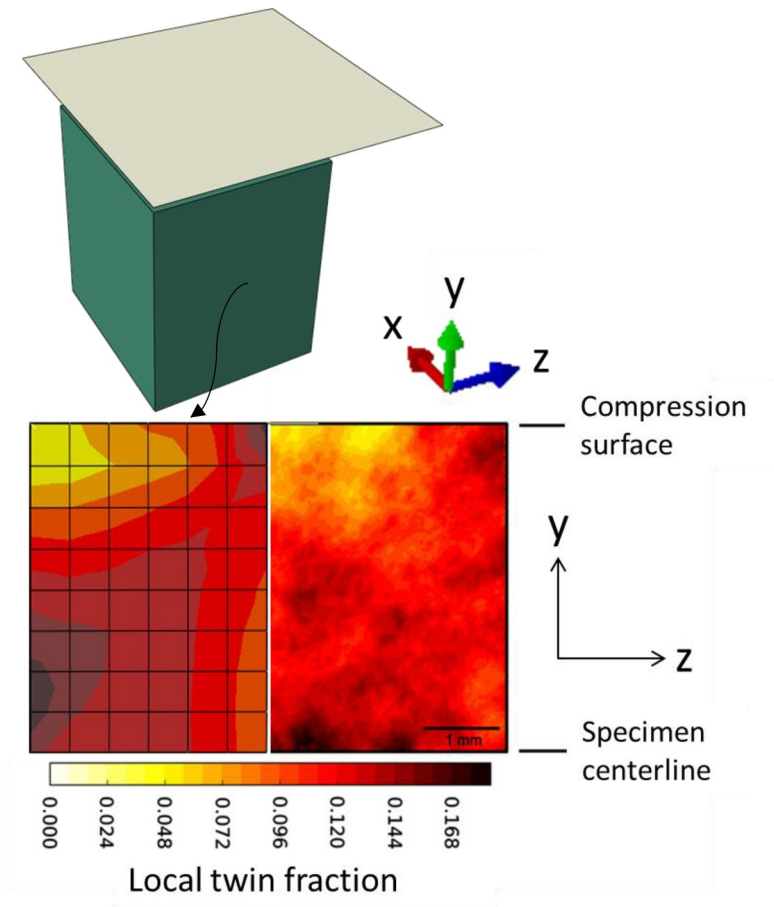 y
x
z
Compression
surface
y
z
1 mm
Specimen
centerline
0.000
0.024
0.048
0.072
0.096
0.120
0.144
0.168
Local twin fraction